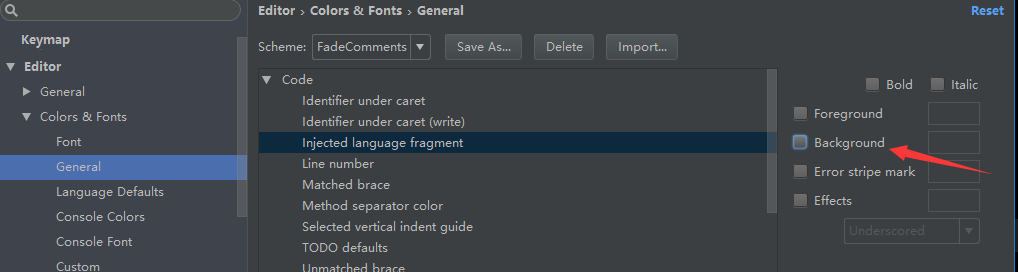 Editor › Colors & Fonts › General
Reset
Keymap
Editor
General
Colors & Fonts
Font
General
Language Defaults
Console Colors
Console Font
Custom
Scheme: FadeComments Save As... Delete Import...
Code
Identifier under caret
Identifier under caret (write)
Injected language fragment
Line number
Matched brace
Method separator color
Selected vertical indent guide
TODO defaults
Unmatched brace
Bold Italic
Foreground
Background
Error stripe mark
Effects
Underscored